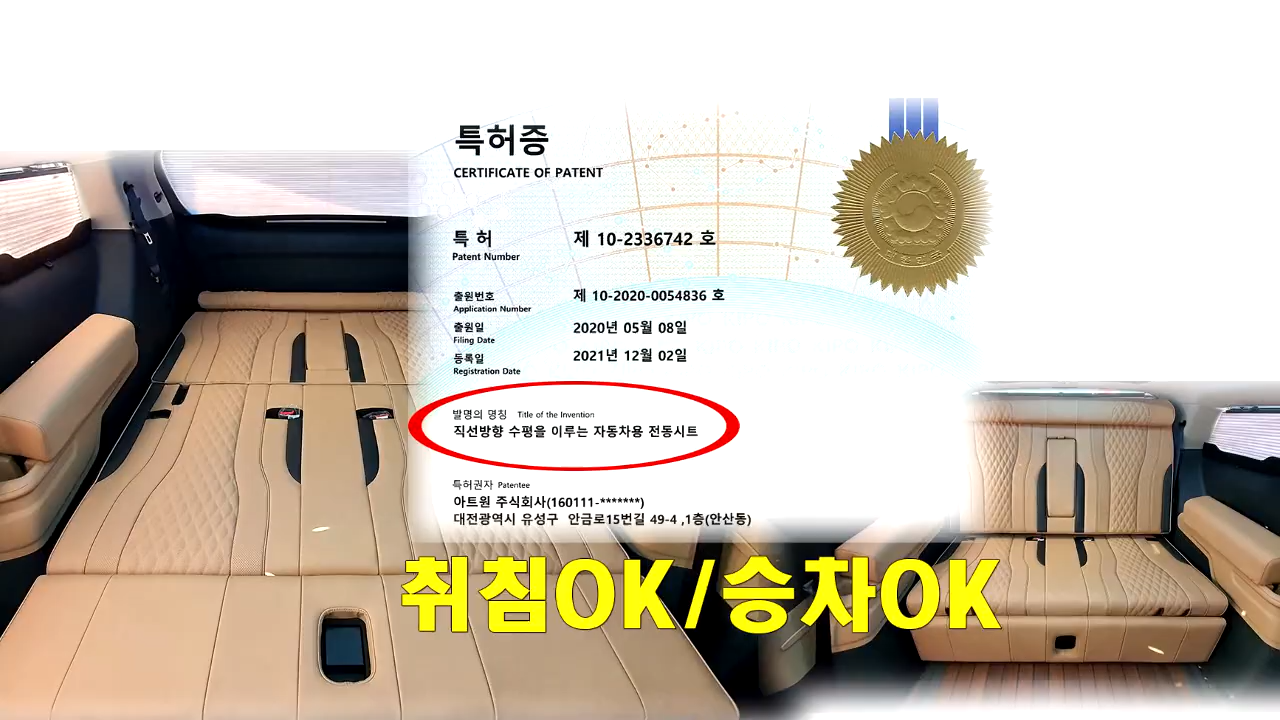 특허증
CERTIFICATE OF PATENT
특 허 제 10-2336742 호
Patent Number
출원번호 제 10-2020-0054836 호
Application Number
출원일 2020년 05월 08일
Filing Date
등록일 2021년 12월 02일
Registration Date
발명의 명칭 Title of the Invention
직선방향 수평을 이루는 자동차용 전동시트
특허권자 Patentee
아트원 주식회사(160111-*******)
대전광역시 유성구 안금로15번길 49-4 ,1층(안산동)
취침OK/승차OK